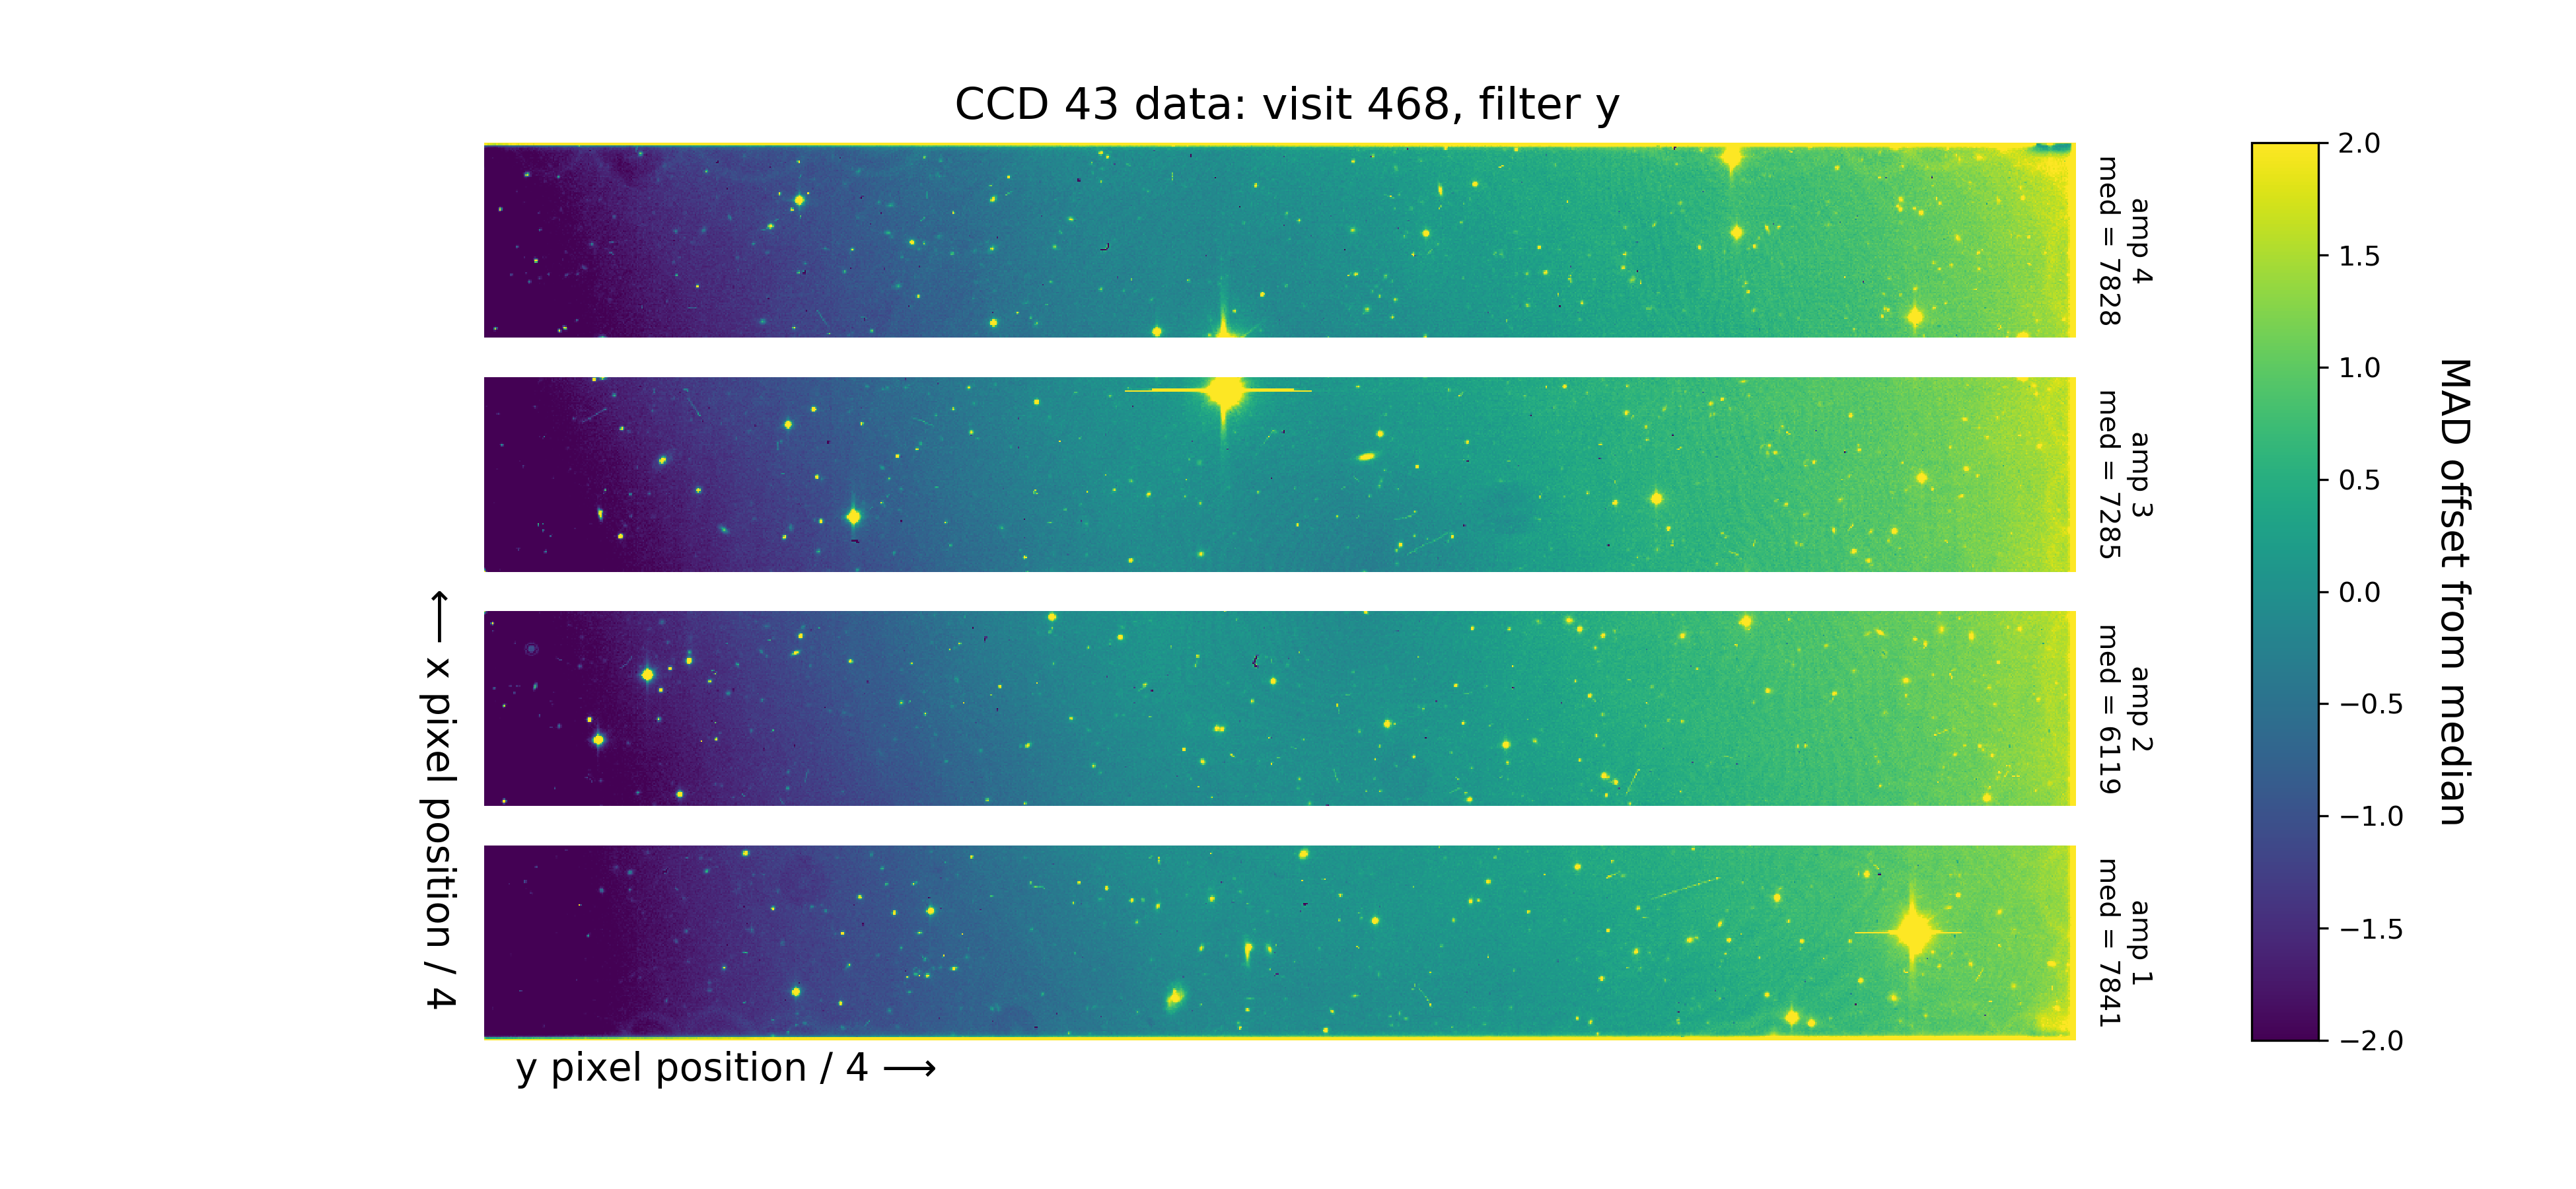 CCD 43 data: visit 468, filter y
amp 4
med = 7828
amp 3
med = 7285
amp 2
med = 6119
amp 1
med = 7841
⟵ x pixel position / 4
y pixel position / 4 ⟶
2.0
1.5
1.0
0.5
0.0
−0.5
−1.0
−1.5
−2.0
MAD offset from median